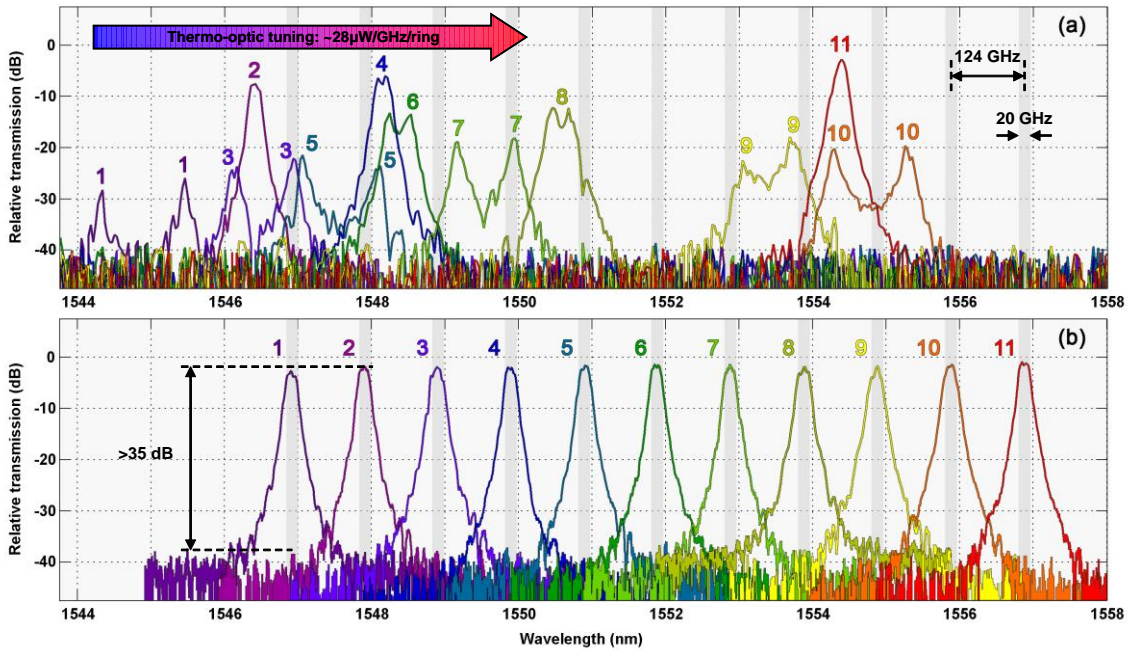 (a)
Thermo-optic tuning: ~28µW/GHz/ring
Relative transmission (dB)
0
-10
-20
-30
-40
1 1 2 3 3 5 4 5 6 7 7 8 9 9 11 10 10
124 GHz
20 GHz
1544 1546 1548 1550 1552 1554 1556 1558
(b)
Relative transmission (dB)
0
-10
-20
-30
-40
1 2 3 4 5 6 7 8 9 10 11
>35 dB
1544 1546 1548 1550 1552 1554 1556 1558
Wavelength (nm)